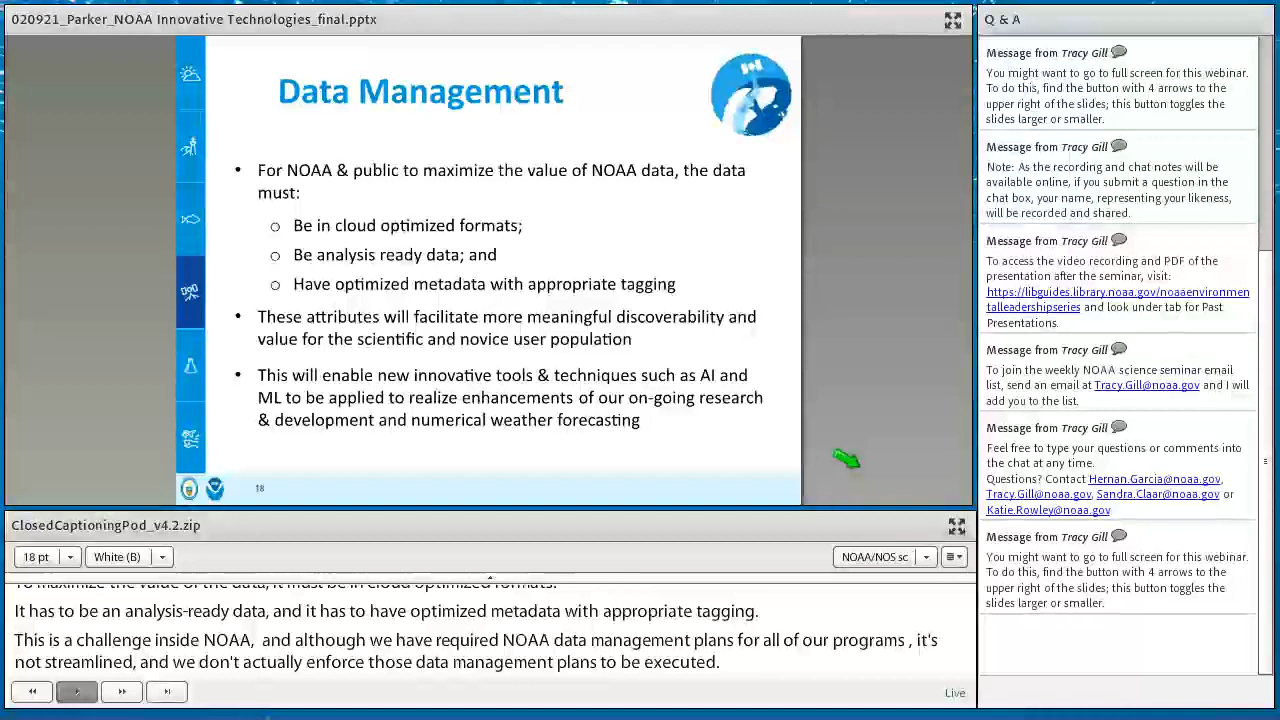 020921_Parker_NOAA Innovative Technologies_final.pptx
Data Management
• For NOAA & public to maximize the value of NOAA data, the data
must:
o Be in cloud optimized formats;
o Be analysis ready data; and
o Have optimized metadata with appropriate tagging
• These attributes will facilitate more meaningful discoverability and
value for the scientific and novice user population
• This will enable new innovative tools & techniques such as AI and
ML to be applied to realize enhancements of our on-going research
& development and numerical weather forecasting
18
ClosedCaptioningPod_v4.2.zip
18 pt
White (B)
NOAA/NOS sc
To maximize the value of the data, it must be in cloud optimized formats.
It has to be an analysis-ready data, and it has to have optimized metadata with appropriate tagging.
This is a challenge inside NOAA, and although we have required NOAA data management plans for all of our programs , it's
not streamlined, and we don't actually enforce those data management plans to be executed.
Live
Q & A
Message from Tracy Gill
You might want to go to full screen for this webinar.
To do this, find the button with 4 arrows to the
upper right of the slides; this button toggles the
slides larger or smaller.
Message from Tracy Gill
Note: As the recording and chat notes will be
available online, if you submit a question in the
chat box, your name, representing your likeness,
will be recorded and shared.
Message from Tracy Gill
To access the video recording and PDF of the
presentation after the seminar, visit:
https://libguides.library.noaa.gov/noaaenvironmen
talleadershipseries and look under tab for Past
Presentations.
Message from Tracy Gill
To join the weekly NOAA science seminar email
list, send an email at Tracy.Gill@noaa.gov and I will
add you to the list.
Message from Tracy Gill
Feel free to type your questions or comments into
the chat at any time.
Questions? Contact Hernan.Garcia@noaa.gov,
Tracy.Gill@noaa.gov, Sandra.Claar@noaa.gov or
Katie.Rowley@noaa.gov
Message from Tracy Gill
You might want to go to full screen for this webinar.
To do this, find the button with 4 arrows to the
upper right of the slides; this button toggles the
slides larger or smaller.